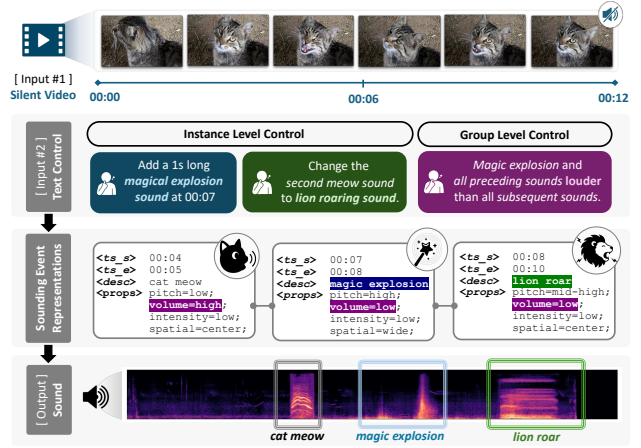 [ Input #1 ]
Silent Video
00:00
00:06
00:12
[ Input #2 ]
Text Control
Instance Level Control
Group Level Control
Add a 1s long
magical explosion
sound at 00:07
Change the
second meow sound
to lion roaring sound.
Magic explosion and
all preceding sounds louder
than all subsequent sounds.
Sounding Event
Representations
<ts_s> 00:04
<ts_e> 00:05
<desc> cat meow
<props> pitch=low;
volume=high;
intensity=low;
spatial=center;
<ts_s> 00:07
<ts_e> 00:08
<desc> magic explosion
<props> pitch=high;
volume=low;
intensity=low;
spatial=wide;
<ts_s> 00:08
<ts_e> 00:10
<desc> lion roar
<props> pitch=mid-high;
volume=low;
intensity=low;
spatial=center;
[ Output ]
Sound
cat meow
magic explosion
lion roar